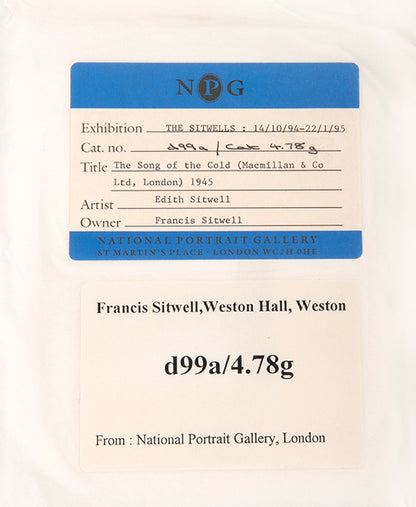 NPG
Exhibition THE SITWELLS : 14/10/94-22/1/95
Cat. no. d99a / Cat 4.78g
Title The Song of the Cold (Macmillan & Co
Ltd, London) 1945
Artist Edith Sitwell
Owner Francis Sitwell
NATIONAL PORTRAIT GALLERY
ST MARTIN'S PLACE · LONDON WC2H 0HE
Francis Sitwell,Weston Hall, Weston
d99a/4.78g
From : National Portrait Gallery, London